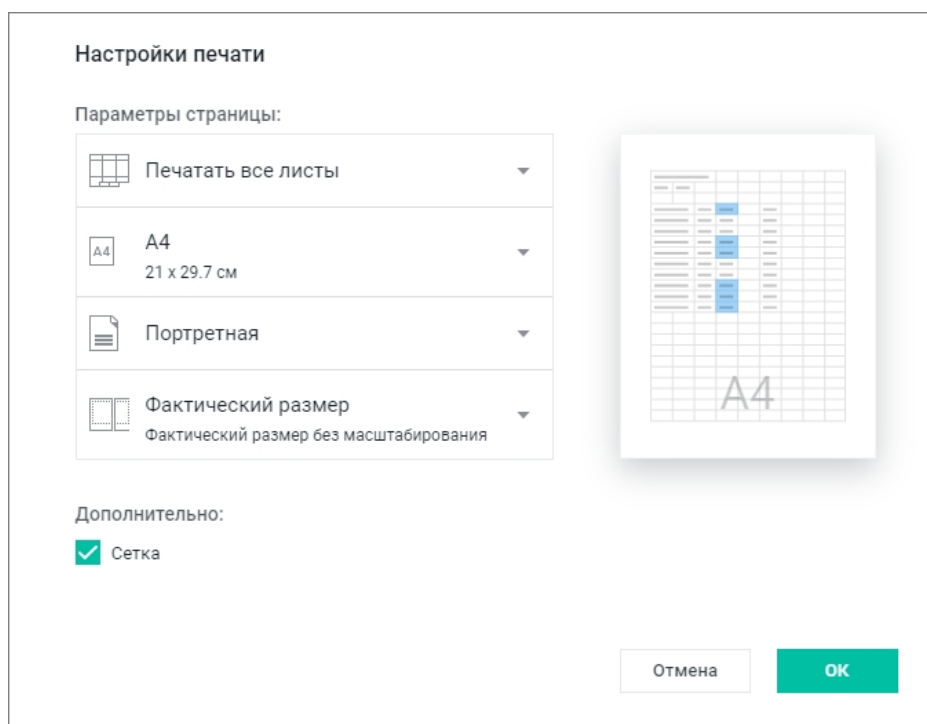 Настройки печати
Параметры страницы:
Печатать все листы
A4
A4
21 x 29.7 см
Портретная
Фактический размер
Фактический размер без масштабирования
A4
Дополнительно:
Сетка
Отмена
ОК